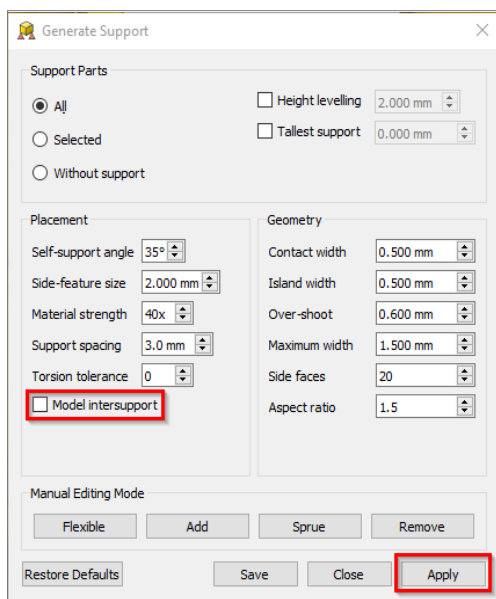 Generate Support
Support Parts
All
Selected
Without support
Height levelling 2.000 mm
Tallest support 0.000 mm
Placement
Self-support angle 35°
Side-feature size 2.000 mm
Material strength 40x
Support spacing 3.0 mm
Torsion tolerance 0
Model intersupport
Geometry
Contact width 0.500 mm
Island width 0.500 mm
Over-shoot 0.600 mm
Maximum width 1.500 mm
Side faces 20
Aspect ratio 1.5
Manual Editing Mode
Flexible Add Sprue Remove
Restore Defaults Save Close Apply